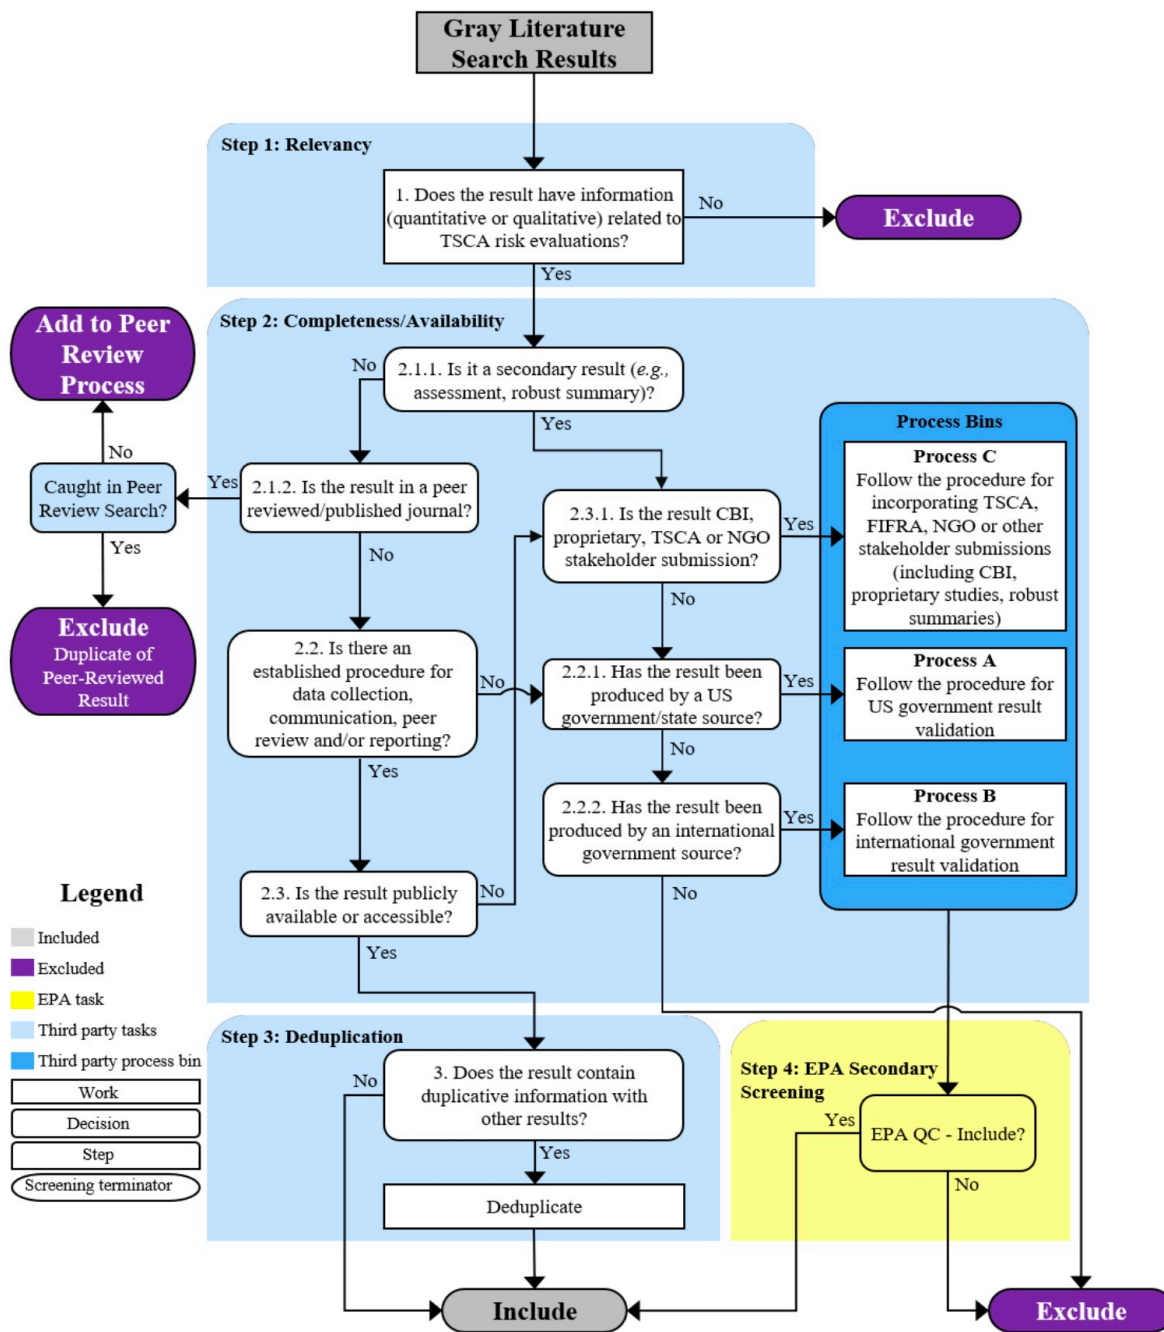 Gray Literature
Search Results
Step 1: Relevancy
1. Does the result have information
(quantitative or qualitative) related to
TSCA risk evaluations?
No
Exclude
Yes
Step 2: Completeness/Availability
Add to Peer
Review
Process
No
2.1.1. Is it a secondary result (e.g.,
assessment, robust summary)?
Yes
No
Caught in Peer
Review Search?
Yes
Yes
2.1.2. Is the result in a peer
reviewed/published journal?
No
Exclude
Duplicate of
Peer-Reviewed
Result
2.3.1. Is the result CBI,
proprietary, TSCA or NGO
stakeholder submission?
Yes
No
Process Bins
Process C
Follow the procedure for
incorporating TSCA,
FIFRA, NGO or other
stakeholder submissions
(including CBI,
proprietary studies, robust
summaries)
2.2. Is there an
established procedure for
data collection,
communication, peer
review and/or reporting?
No
Yes
2.2.1. Has the result been
produced by a US
government/state source?
Yes
No
Process A
Follow the procedure for
US government result
validation
2.2.2. Has the result been
produced by an international
government source?
Yes
No
Process B
Follow the procedure for
international government
result validation
2.3. Is the result publicly
available or accessible?
No
Yes
Legend
Included
Excluded
EPA task
Third party tasks
Third party process bin
Work
Decision
Step
Screening terminator
Step 3: Deduplication
3. Does the result contain
duplicative information with
other results?
No
Yes
Deduplicate
Step 4: EPA Secondary
Screening
EPA QC - Include?
Yes
No
Include
Exclude